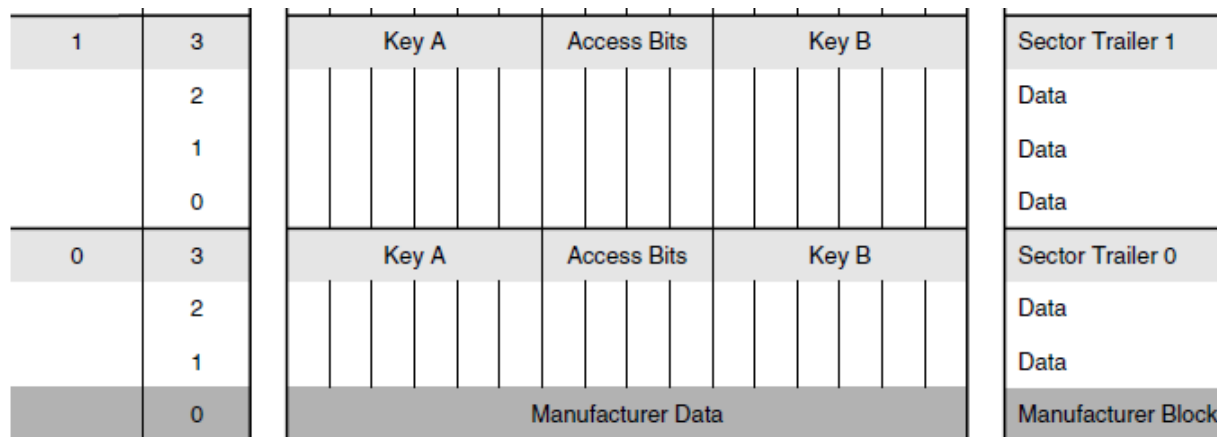 1 3 Key A Access Bits Key B Sector Trailer 1
2 Data
1 Data
0 Data
0 3 Key A Access Bits Key B Sector Trailer 0
2 Data
1 Data
0 Manufacturer Data Manufacturer Block